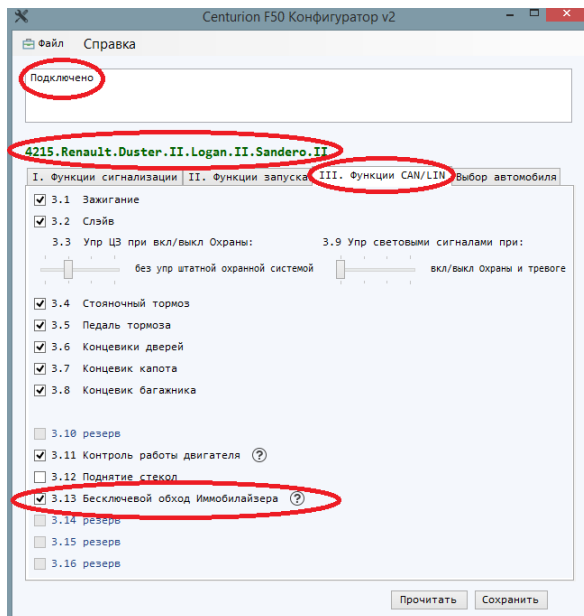 Centurion F50 Конфигуратор v2
Файл Справка
Подключено
4215.Renault.Duster.II.Logan.II.Sandero.II
I. Функции сигнализации II. Функции запуска III. Функции CAN/LIN Выбор автомобиля
3.1 Зажигание
3.2 Слэйв
3.3 Упр ЦЗ при вкл/выкл Охраны: 3.9 Упр световыми сигналами при:
без упр штатной охранной системой вкл/выкл Охраны и тревоге
3.4 Стояночный тормоз
3.5 Педаль тормоза
3.6 Концевики дверей
3.7 Концевик капота
3.8 Концевик багажника
3.10 резерв
3.11 Контроль работы двигателя ?
3.12 Поднятие стекол
3.13 Бесключевой обход Иммобилайзера ?
3.14 резерв
3.15 резерв
3.16 резерв
Прочитать Сохранить